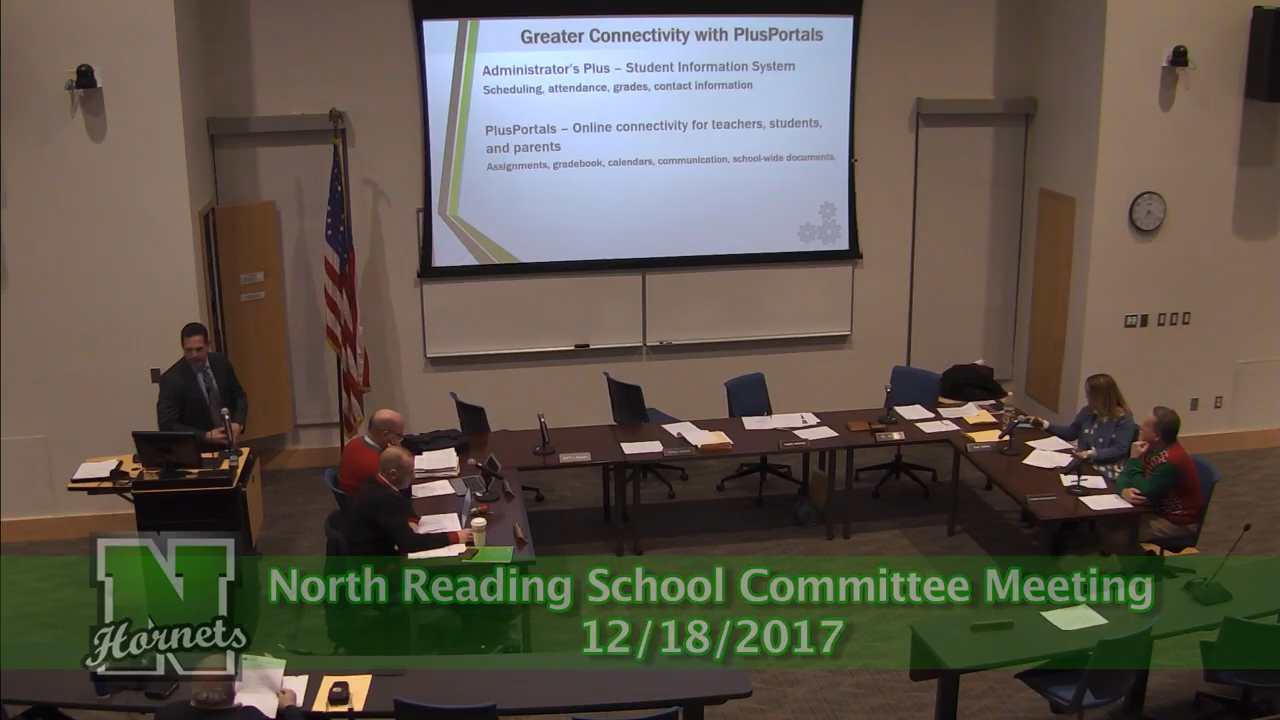 Greater Connectivity with PlusPortals
Administrator's Plus – Student Information System
Scheduling, attendance, grades, contact information
PlusPortals – Online connectivity for teachers, students,
and parents
Assignments, gradebook, calendars, communication, school-wide documents.
N
Hornets
North Reading School Committee Meeting
12/18/2017